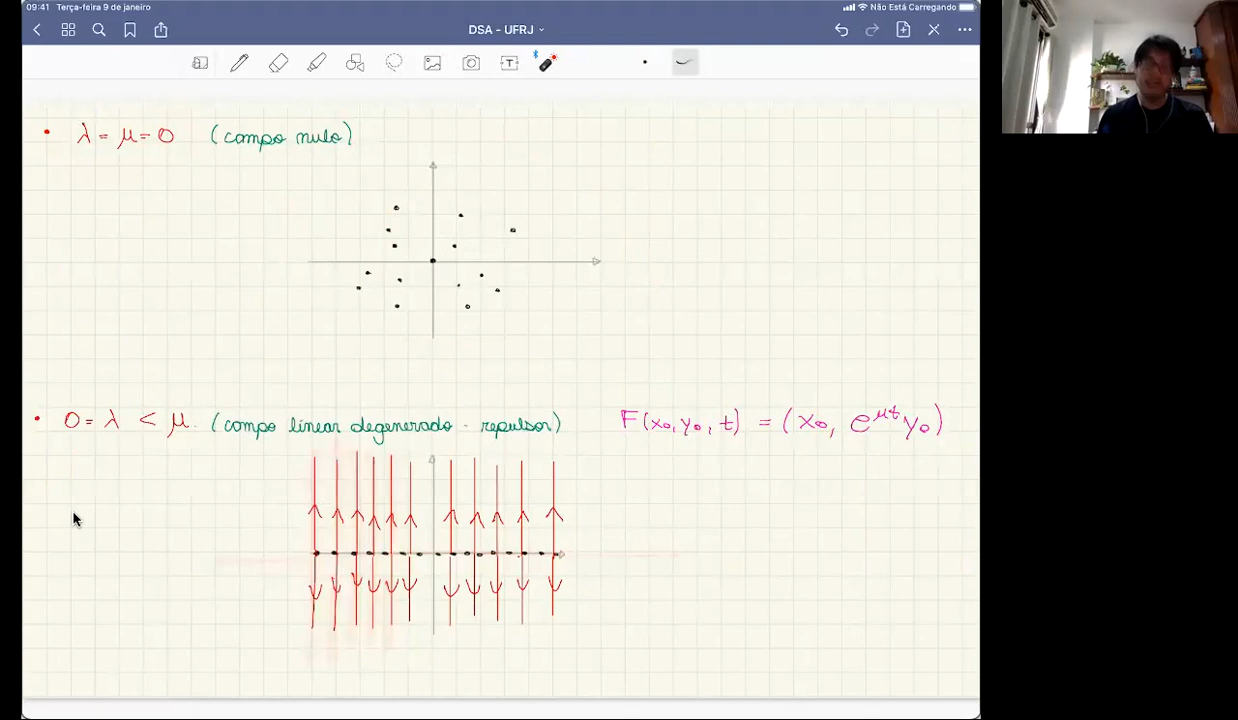 09:41 Terça-feira 9 de janeiro
Não Está Carregando
DSA - UFRJ
T
• λ = μ = 0 (campo nulo)
• 0 = λ < μ. (campo linear degenerado - repulsor) F(x₀, y₀, t) = (x₀, e^{μt} y₀)